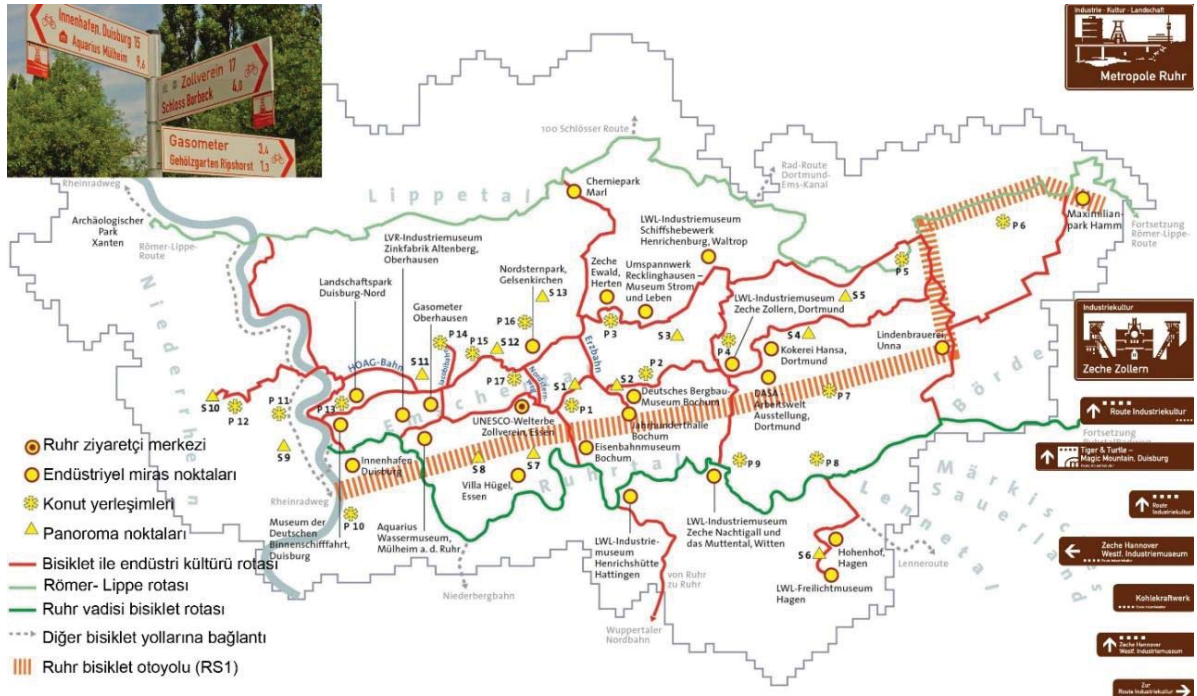 Innenhafen, Duisburg 15
Aquarius Mülheim 9,6
Zollverein 17
Schloss Borbeck 4,0
Gasometer 3,4
Gehölzgarten Ripshorst 1,3
Industrie - Kultur - Landschaft
Metropole Ruhr
100 Schlösser Route
Rad-Route
Dortmund-
Ems-Kanal
Rheinradweg
Lippetal
Chemiepark
Marl
Archäologischer
Park
Xanten
Römer-Lippe-
Route
LVR-Industriemuseum
Zinkfabrik Altenberg,
Oberhausen
LWL-Industriemuseum
Schiffshebewerk
Henrichenburg, Waltrop
P 6
Maximilian-
park Hamm
Fortsetzung
Römer-Lippe-
Route
Niederrhein
Landschaftspark
Duisburg-Nord
Nordsternpark,
Gelsenkirchen
Zeche
Ewald,
Herten
Umspannwerk
Recklinghausen –
Museum Strom
und Leben
P 5
LWL-Industriemuseum
Zeche Zollern, Dortmund
Gasometer
Oberhausen
S 13
P 16
S 5
P 3
S 3
S 4
P 14
P 15
S 12
P 4
Kokerei Hansa,
Dortmund
Lindenbrauerei,
Unna
Industriekultur
Zeche Zollern
HOAG-Bahn
S 11
Erzbahn
P 17
S 1
S 2
P 2
S 10
P 12
P 11
P 13
P 1
Deutsches Bergbau-
Museum Bochum
DASA
Arbeitswelt
Ausstellung,
Dortmund
P 7
UNESCO-Welterbe
Zollverein, Essen
Jahrhunderthalle
Bochum
Börde
Route Industriekultur
Fortsetzung
S 9
Innenhafen
Duisburg
S 8
S 7
Eisenbahnmuseum
Bochum
Ruhrtal
Villa Hügel,
Essen
P 9
P 8
Tiger & Turtle –
Magic Mountain, Duisburg
Rheinradweg
P 10
Märkisches
Sauerland
Lennetal
Route
Industriekultur
Museum der
Deutschen
Binnenschifffahrt,
Duisburg
Aquarius
Wassermuseum,
Mülheim a. d. Ruhr
LWL-Industrie-
museum
Henrichshütte
Hattingen
LWL-Industriemuseum
Zeche Nachtigall und
das Muttental, Witten
S 6
Hohenhof,
Hagen
LWL-Freilichtmuseum
Hagen
Lenneroute
Zeche Hannover
Westf. Industriemuseum
Niederbergbahn
von Ruhr
zu Ruhr
Wuppertaler
Nordbahn
Kohlekraftwerk
Zeche Hannover
Westf. Industriemuseum
Zur
Route Industriekultur
Ruhr ziyaretçi merkezi
Endüstriyel miras noktaları
Konut yerleşimleri
Panoroma noktaları
Bisiklet ile endüstri kültürü rotası
Römer- Lippe rotası
Ruhr vadisi bisiklet rotası
Diğer bisiklet yollarına bağlantı
Ruhr bisiklet otoyolu (RS1)